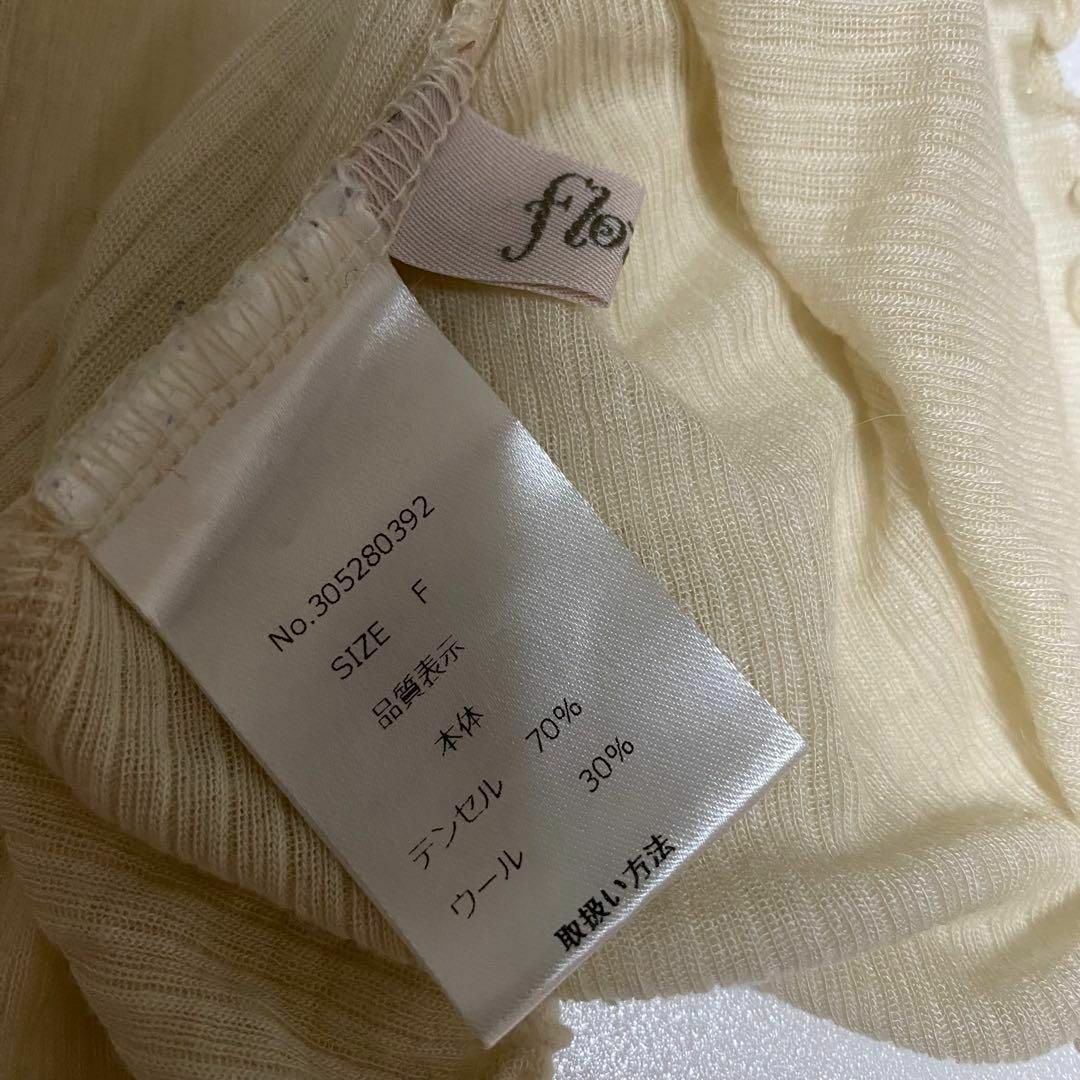 No.305280392
SIZE F
品質表示
本体
テンセル 70%
ウール 30%
取扱い方法